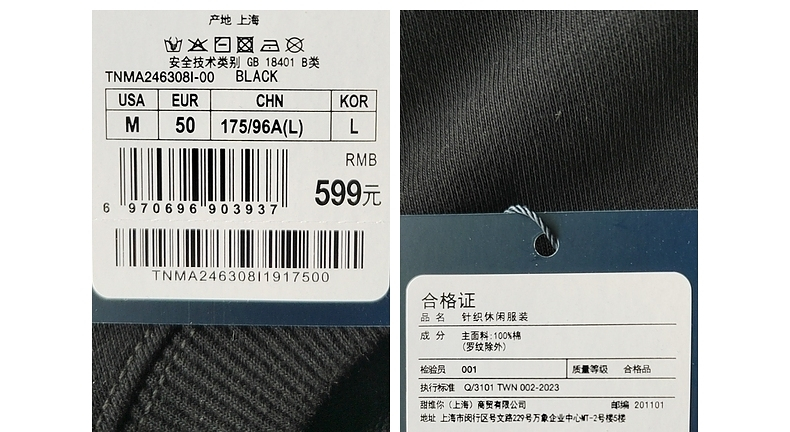 产地 上海
安全技术类别 GB 18401 B类
TNMA246308I-00 BLACK
USA EUR CHN KOR
M 50 175/96A(L) L
RMB
599元
6 970696 903937
TNMA246308I1917500
合格证
品 名 针织休闲服装
成 分 主面料:100%棉
(罗纹除外)
检验员 001 质量等级 合格品
执行标准 Q/3101 TWN 002-2023
甜维你（上海）商贸有限公司 邮编 201101
地址 上海市闵行区号文路229号万象企业中心MT-2号楼5楼